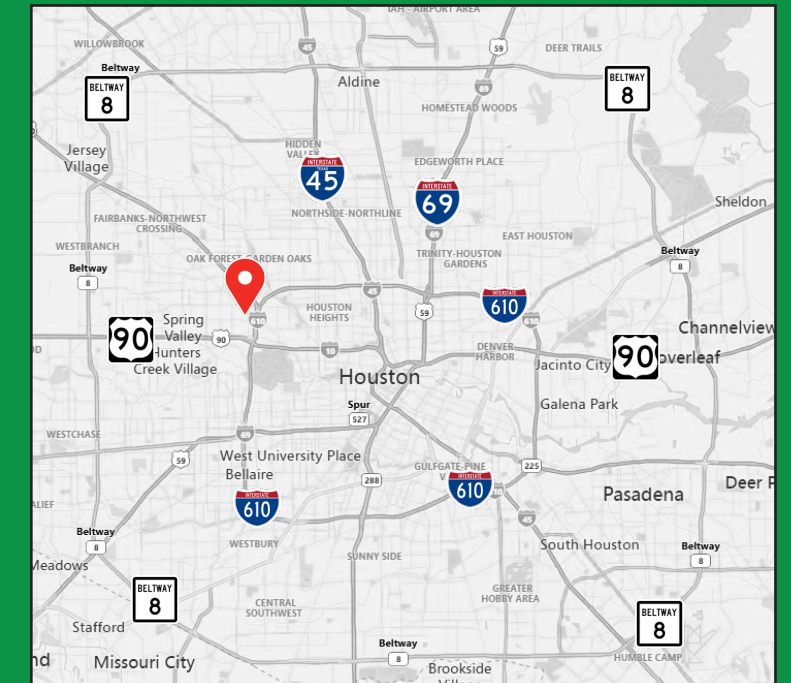 IAH - AIRPORT AREA
WILLOWBROOK
45
59
DEER TRAILS
Beltway
BELTWAY
8
Aldine
69
BELTWAY
8
HOMESTEAD WOODS
Jersey
Village
HIDDEN
VALLEY
EDGEWORTH PLACE
INTERSTATE
TEXAS
45
INTERSTATE
69
Sheldon
FAIRBANKS-NORTHWEST
CROSSING
NORTHSIDE-NORTHLINE
69
EAST HOUSTON
WESTBRANCH
OAK FOREST-GARDEN OAKS
TRINITY-HOUSTON
GARDENS
Beltway
8
Beltway
8
45
INTERSTATE
610
610
HOUSTON
HEIGHTS
59
610
Spring
Valley
90
Hunters
Creek Village
90
10
DENVER
HARBOR
Channelview
90
overleaf
Jacinto City
Houston
Galena Park
Spur
527
WESTCHASE
69
59
West University Place
Bellaire
288
GULFGATE-PINE
225
INTERSTATE
610
INTERSTATE
610
Pasadena
Deer P
ALIEF
45
Beltway
8
WESTBURY
SUNNY SIDE
South Houston
Beltway
8
Meadows
BELTWAY
8
CENTRAL
SOUTHWEST
GREATER
HOBBY AREA
Stafford
BELTWAY
8
Missouri City
Beltway
8
HUMBLE CAMP
Brookside